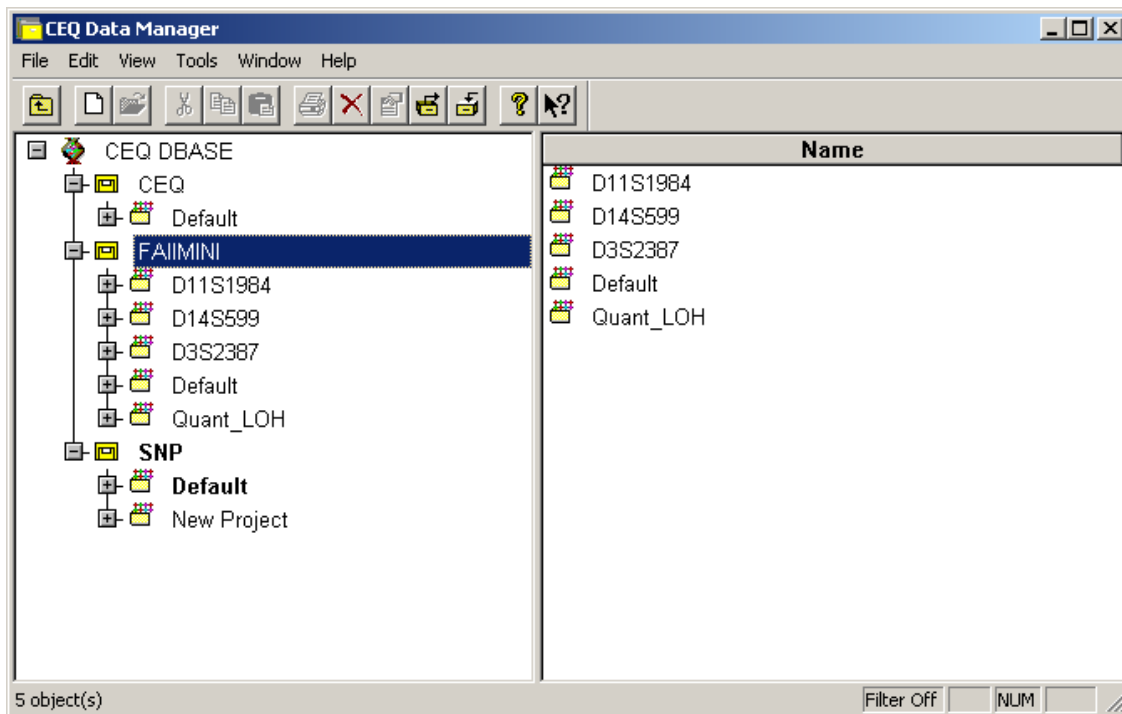 CEQ Data Manager
File Edit View Tools Window Help
CEQ DBASE
CEQ
Default
FAIIMINI
D11S1984
D14S599
D3S2387
Default
Quant_LOH
SNP
Default
New Project
Name
D11S1984
D14S599
D3S2387
Default
Quant_LOH
5 object(s)
Filter Off NUM